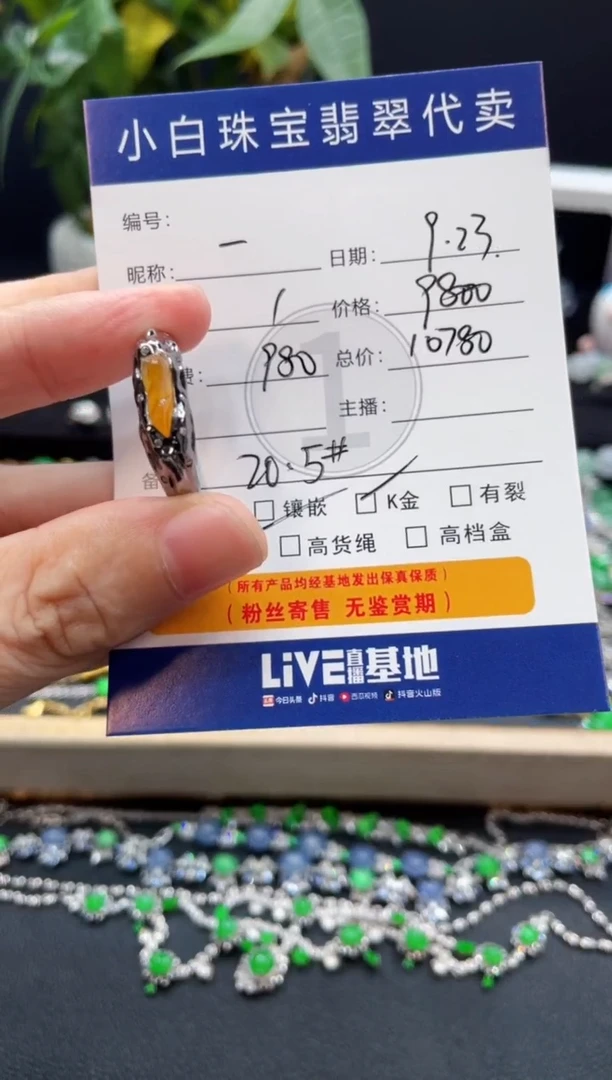 小白珠宝翡翠代卖
编号:
昵称: 一 日期: 9.23.
1 价格: 9800
费: 980 总价: 10780
主播:
备 20.5#
镶嵌 K金 有裂
高货绳 高档盒
(所有产品均经基地发出保真保质)
(粉丝寄售 无鉴赏期)
LiVE直播基地
今日头条 抖音 西瓜视频 抖音火山版